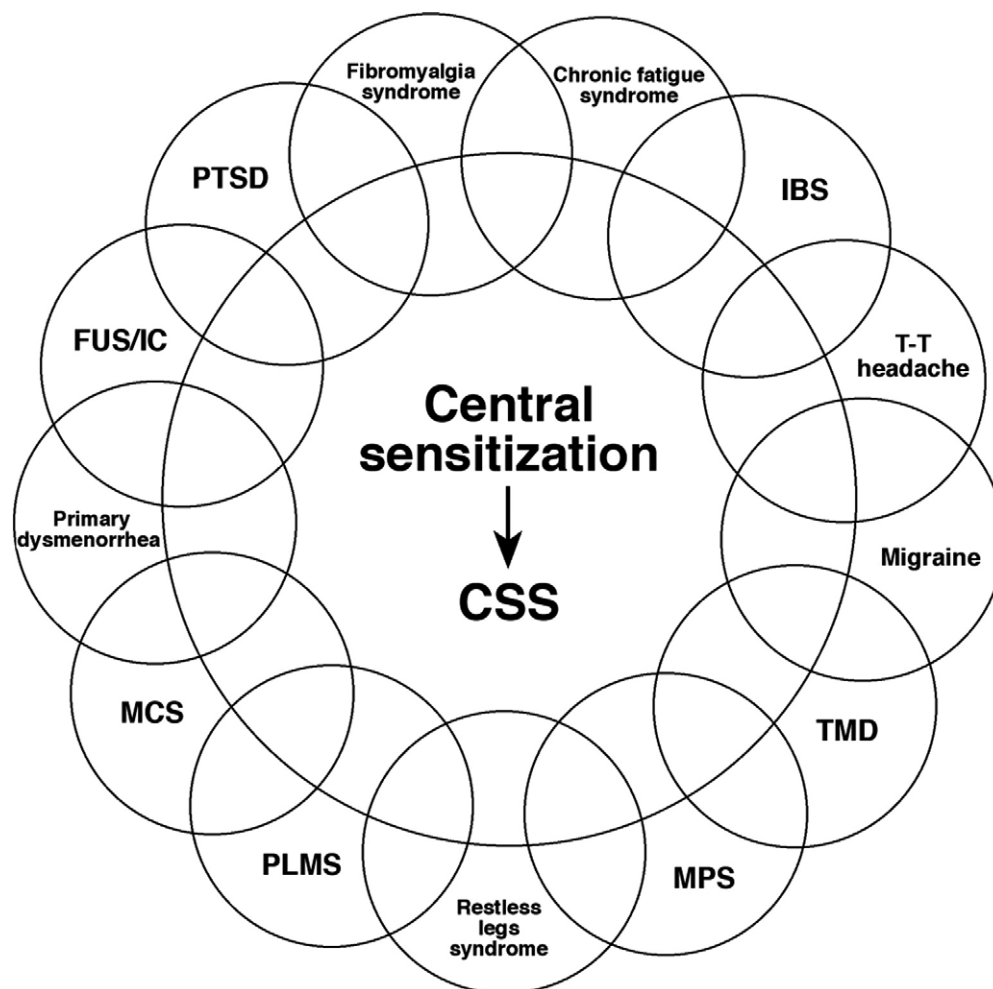 Fibromyalgia
syndrome
Chronic fatigue
syndrome
PTSD
IBS
FUS/IC
T-T
headache
Central
sensitization
CSS
Primary
dysmenorrhea
Migraine
MCS
TMD
PLMS
MPS
Restless
legs
syndrome